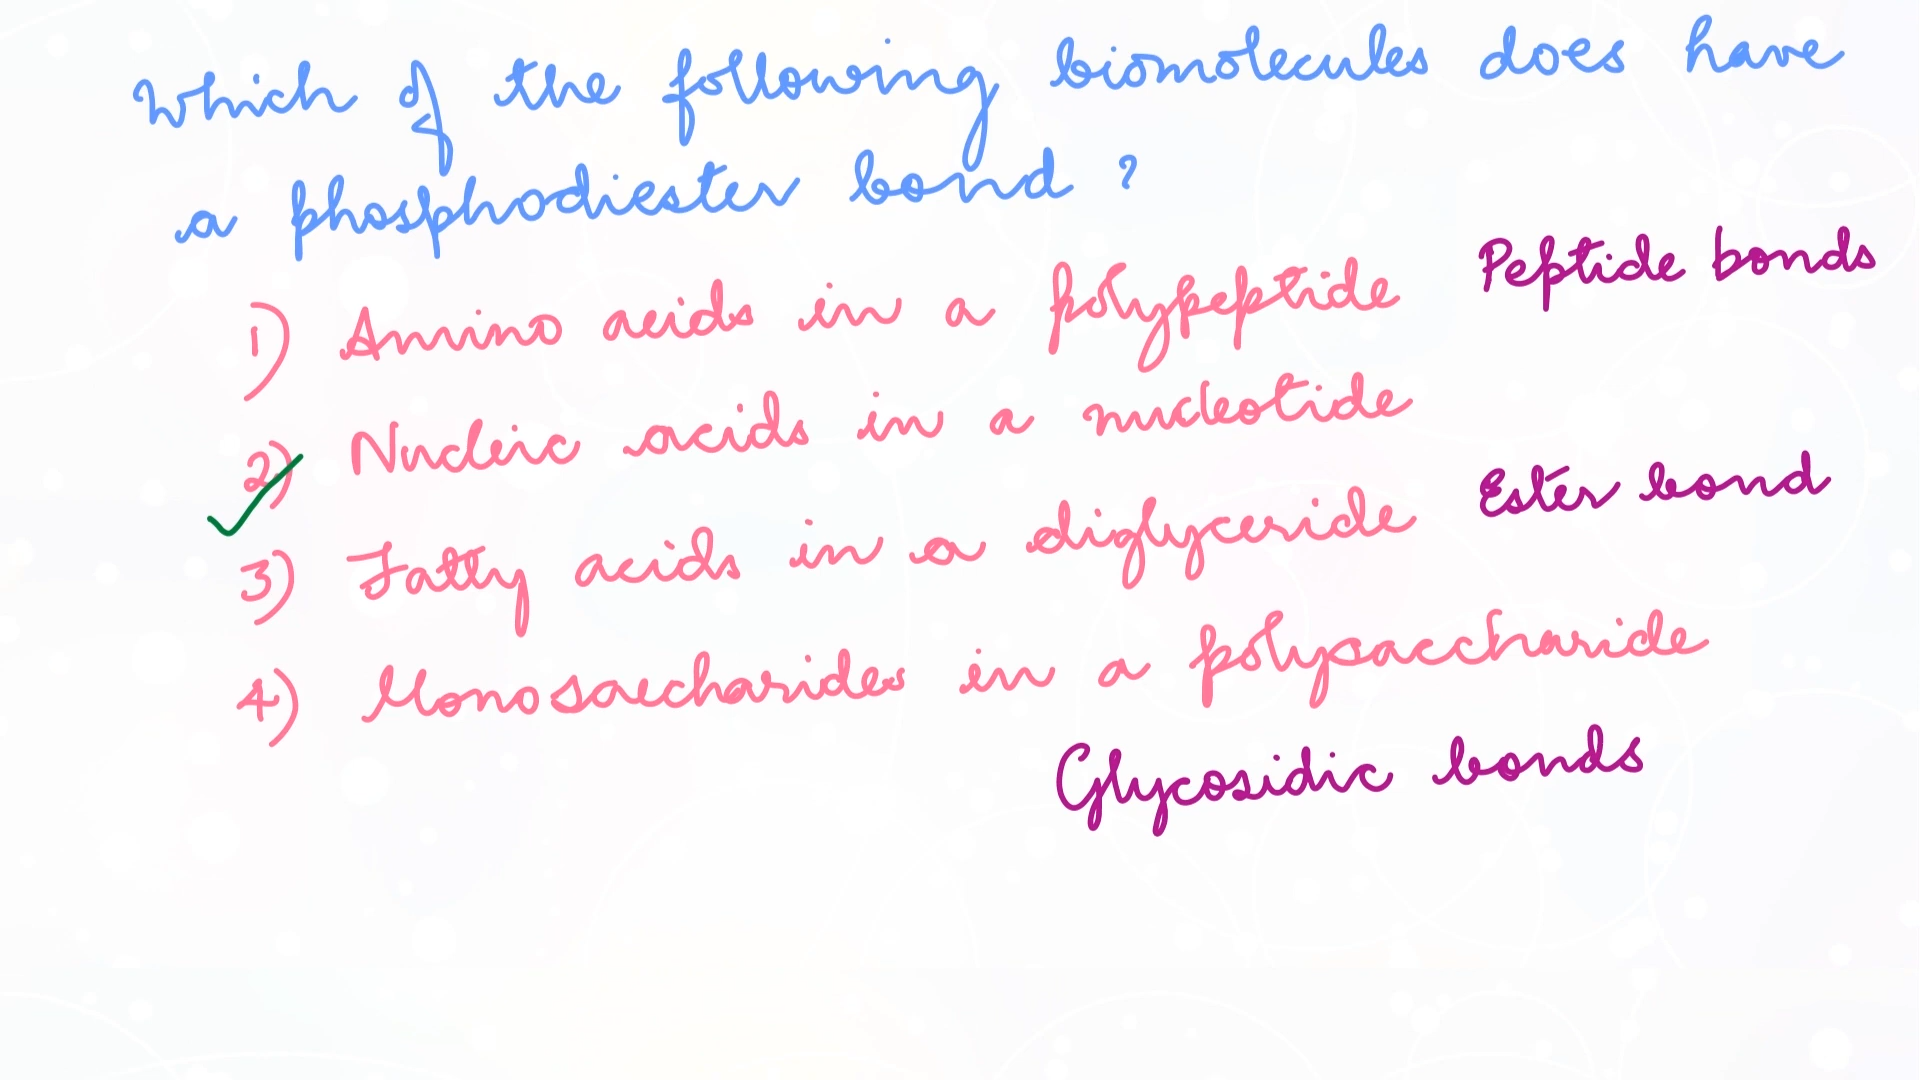 Which of the following biomolecules does have
a phosphodiester bond ?
1) Amino acids in a polypeptide Peptide bonds
2) Nucleic acids in a nucleotide
3) Fatty acids in a diglyceride Ester bond
4) Monosaccharides in a polysaccharide
Glycosidic bonds